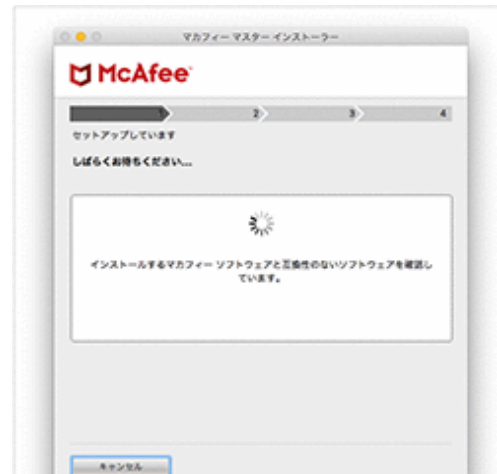 マカフィー マスター インストーラー
McAfee
1 2 3 4
セットアップしています
しばらくお待ちください...
インストールするマカフィー ソフトウェアと互換性のないソフトウェアを確認し
ています。
キャンセル